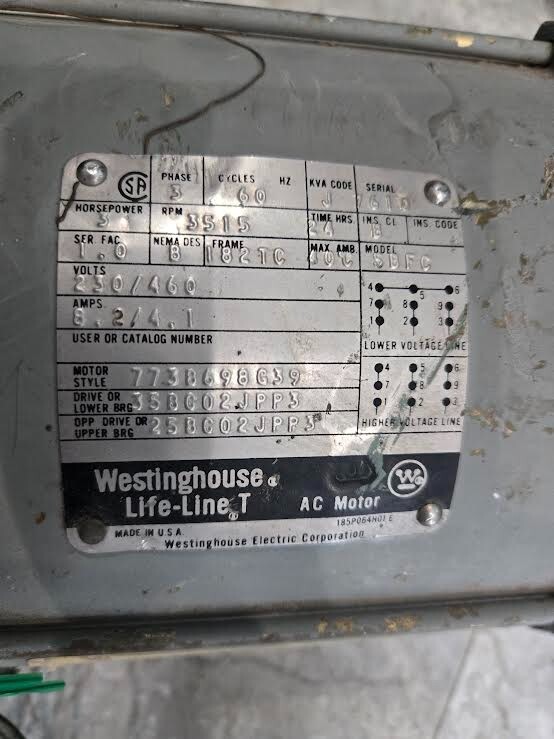 CSA
PHASE CYCLES HZ KVA CODE SERIAL
3 60 J
HORSEPOWER RPM TIME HRS INS. CL INS. CODE
3 3515 24 B
SER. FAC NEMA DES FRAME MAX. AMB. MODEL
1.0 B 182TC 40C SBFC
VOLTS
230/460
AMPS
8.2/4.1
USER OR CATALOG NUMBER
4 5 6
7 8 9
1 2 3
LOWER VOLTAGE LINE
MOTOR STYLE 773B698G39
DRIVE OR LOWER BRG 35BC02JPP3
OPP DRIVE OR UPPER BRG 25BC02JPP3
4 5 6
7 8 9
1 2 3
HIGHER VOLTAGE LINE
Westinghouse
Life-Line T AC Motor
W
MADE IN U.S.A.
Westinghouse Electric Corporation